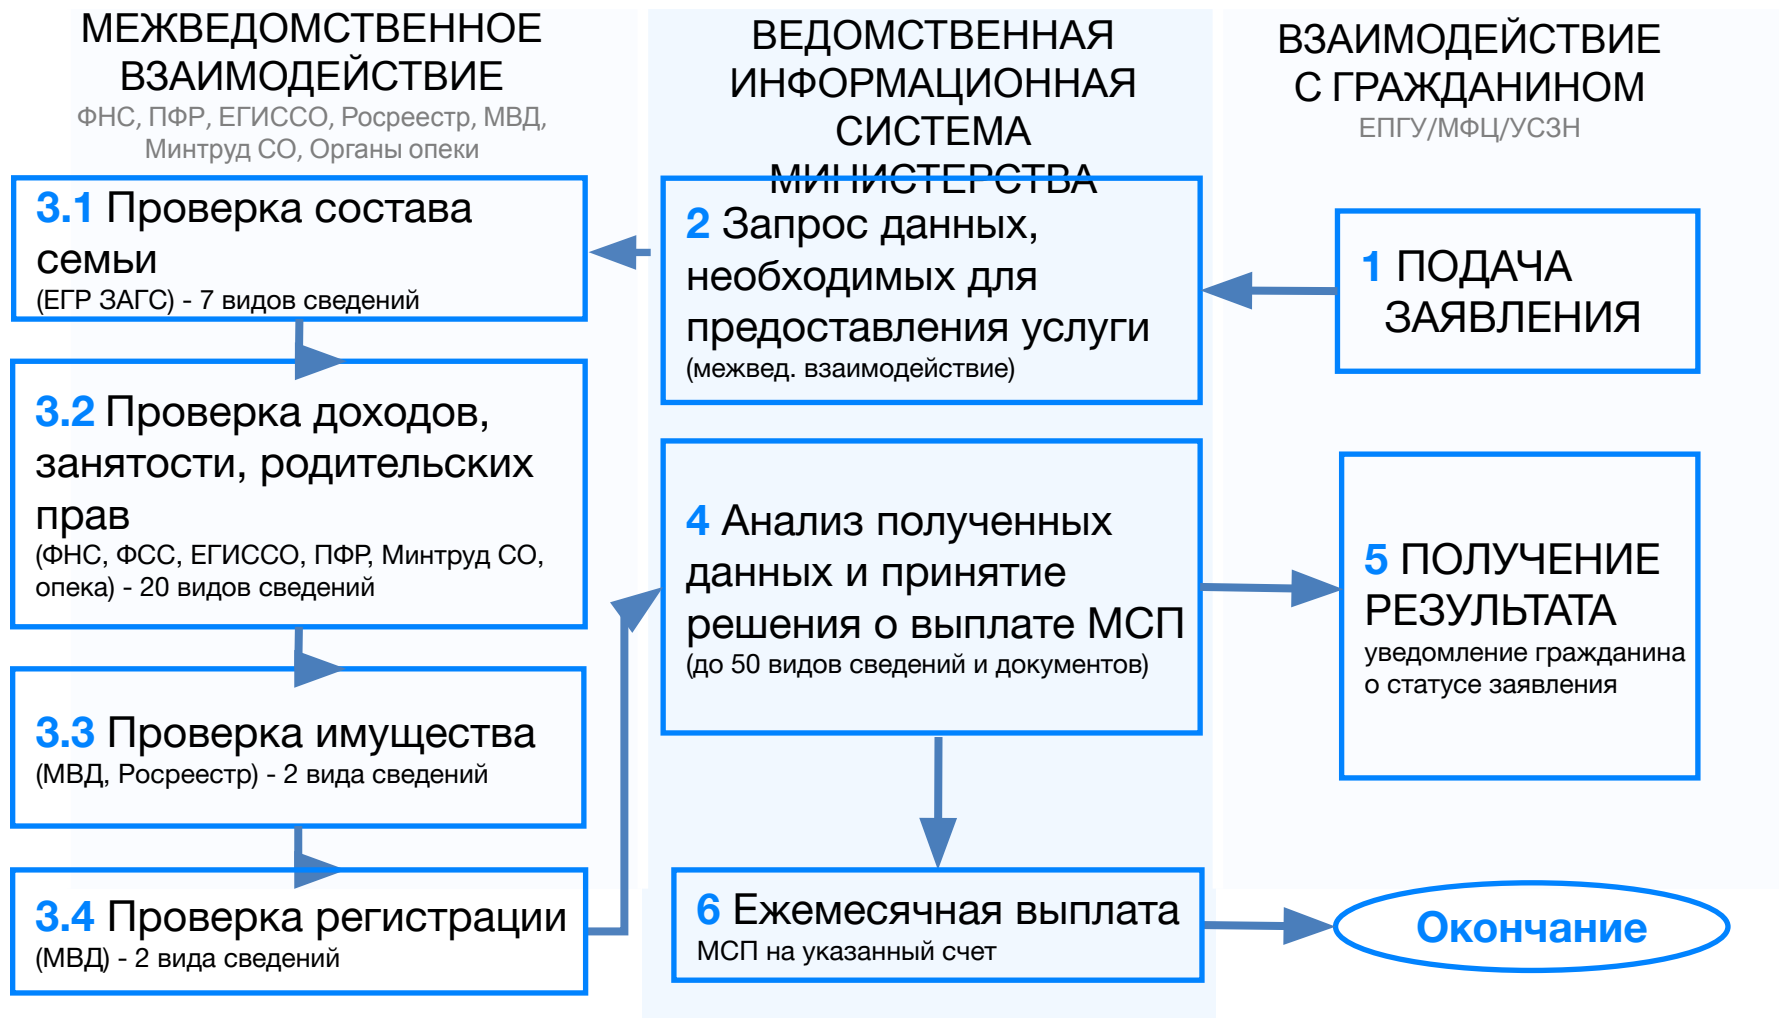 МЕЖВЕДОМСТВЕННОЕ
ВЗАИМОДЕЙСТВИЕ
ФНС, ПФР, ЕГИССО, Росреестр, МВД,
Минтруд СО, Органы опеки
3.1 Проверка состава
семьи
(ЕГР ЗАГС) - 7 видов сведений
3.2 Проверка доходов,
занятости, родительских
прав
(ФНС, ФСС, ЕГИССО, ПФР, Минтруд СО,
опека) - 20 видов сведений
3.3 Проверка имущества
(МВД, Росреестр) - 2 вида сведений
3.4 Проверка регистрации
(МВД) - 2 вида сведений
ВЕДОМСТВЕННАЯ
ИНФОРМАЦИОННАЯ
СИСТЕМА
МИНИСТЕРСТВА
2 Запрос данных,
необходимых для
предоставления услуги
(межвед. взаимодействие)
4 Анализ полученных
данных и принятие
решения о выплате МСП
(до 50 видов сведений и документов)
6 Ежемесячная выплата
МСП на указанный счет
ВЗАИМОДЕЙСТВИЕ
С ГРАЖДАНИНОМ
ЕПГУ/МФЦ/УСЗН
1 ПОДАЧА
ЗАЯВЛЕНИЯ
5 ПОЛУЧЕНИЕ
РЕЗУЛЬТАТА
уведомление гражданина
о статусе заявления
Окончание